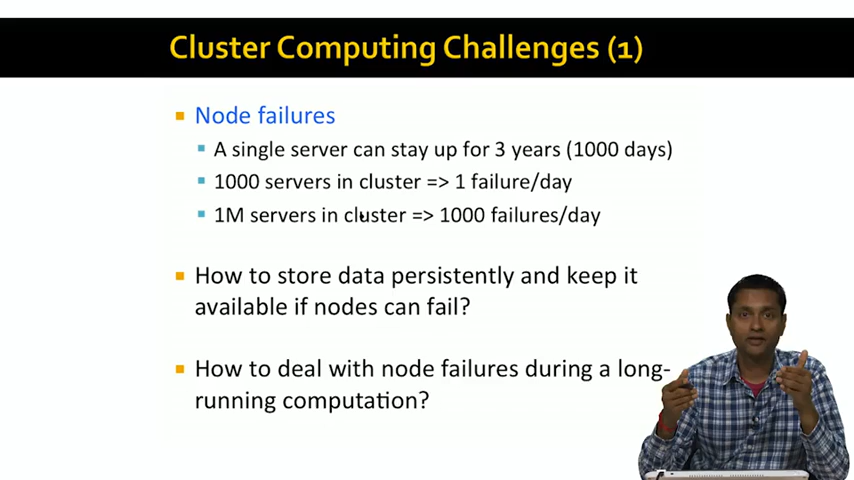 Cluster Computing Challenges (1)
Node failures
A single server can stay up for 3 years (1000 days)
1000 servers in cluster => 1 failure/day
1M servers in cluster => 1000 failures/day
How to store data persistently and keep it
available if nodes can fail?
How to deal with node failures during a long-
running computation?